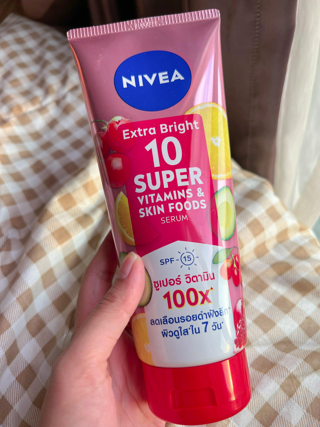 NIVEA
Extra Bright
10
SUPER
VITAMINS &
SKIN FOODS
SERUM
SPF 15
ซูเปอร์ วิตามิน
100x*
ลดเลือนรอยดำฝังลึก
ผิวดูใสใน 7 วัน*